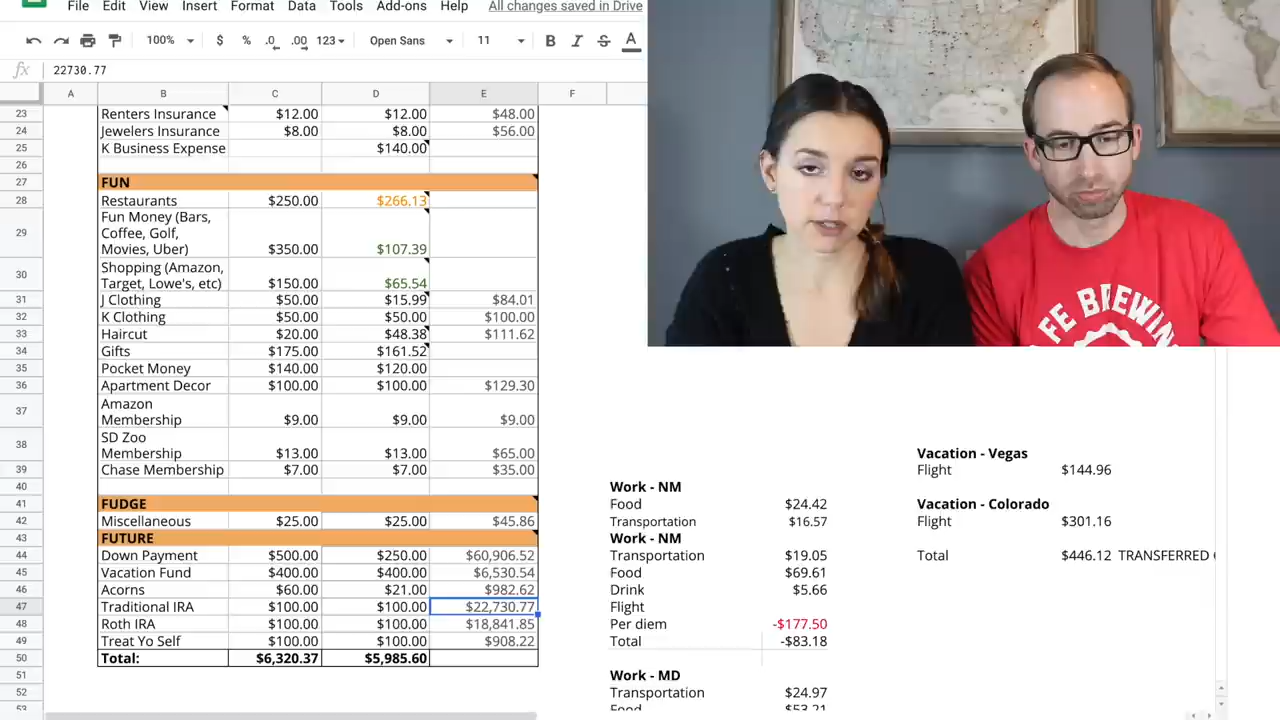 File Edit View Insert Format Data Tools Add-ons Help All changes saved in Drive
100% $ % .0 .00 123 Open Sans 11 B I S A
fx 22730.77
A B C D E F
23 Renters Insurance $12.00 $12.00 $48.00
24 Jewelers Insurance $8.00 $8.00 $56.00
25 K Business Expense $140.00
26
27 FUN
28 Restaurants $250.00 $266.13
Fun Money (Bars,
29 Coffee, Golf,
Movies, Uber) $350.00 $107.39
30 Shopping (Amazon,
Target, Lowe's, etc) $150.00 $65.54
31 J Clothing $50.00 $15.99 $84.01
32 K Clothing $50.00 $50.00 $100.00
33 Haircut $20.00 $48.38 $111.62
34 Gifts $175.00 $161.52
35 Pocket Money $140.00 $120.00
36 Apartment Decor $100.00 $100.00 $129.30
37 Amazon
Membership $9.00 $9.00 $9.00
38 SD Zoo
Membership $13.00 $13.00 $65.00
39 Chase Membership $7.00 $7.00 $35.00
40
41 FUDGE
42 Miscellaneous $25.00 $25.00 $45.86
43 FUTURE
44 Down Payment $500.00 $250.00 $60,906.52
45 Vacation Fund $400.00 $400.00 $6,530.54
46 Acorns $60.00 $21.00 $982.62
47 Traditional IRA $100.00 $100.00 $22,730.77
48 Roth IRA $100.00 $100.00 $18,841.85
49 Treat Yo Self $100.00 $100.00 $908.22
50 Total: $6,320.37 $5,985.60
51
52
53
Work - NM
Food $24.42
Transportation $16.57
Work - NM
Transportation $19.05
Food $69.61
Drink $5.66
Flight
Per diem -$177.50
Total -$83.18
Work - MD
Transportation $24.97
Food $53.21
Vacation - Vegas
Flight $144.96
Vacation - Colorado
Flight $301.16
Total $446.12 TRANSFERRED
FE BREWIN